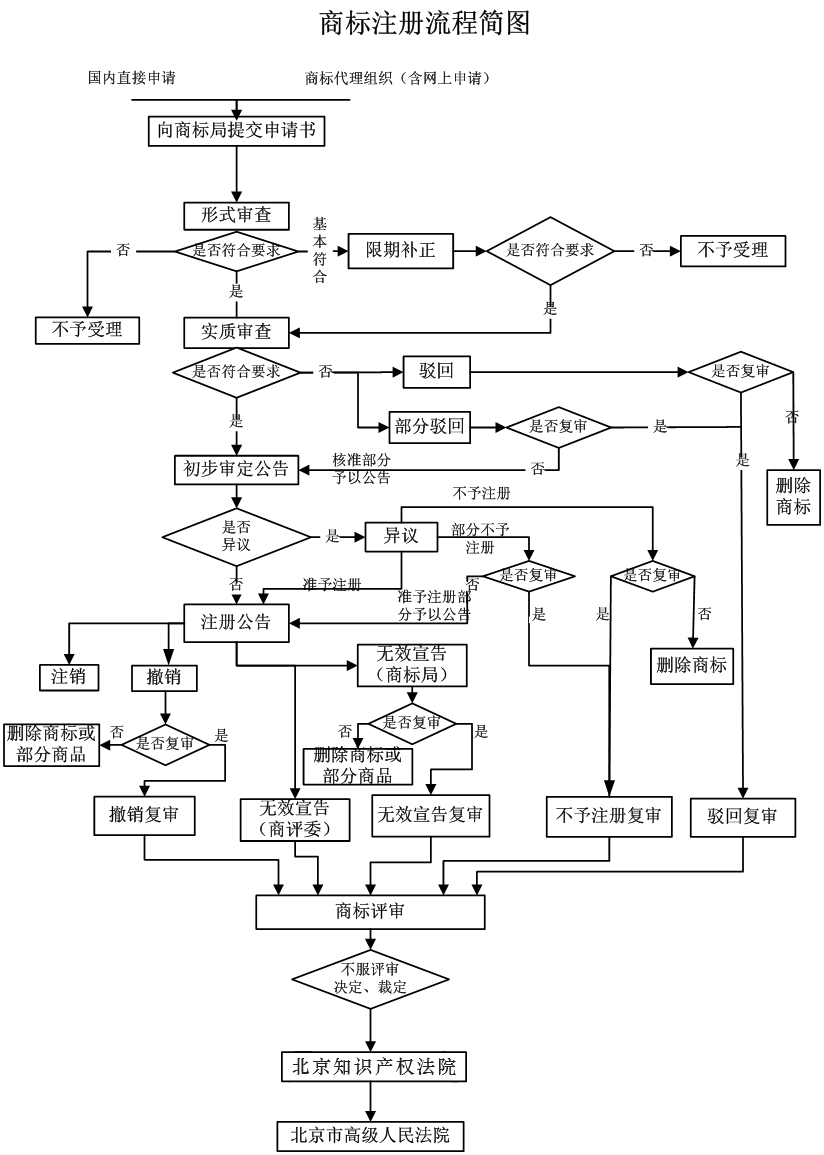 商标注册流程简图
国内直接申请
商标代理组织（含网上申请）
向商标局提交申请书
形式审查
是否符合要求
否
是
基
本
符
合
限期补正
是否符合要求
否
不予受理
是
不予受理
实质审查
是否符合要求
否
是
驳回
是否复审
否
是
部分驳回
是否复审
是
否
核准部分
予以公告
初步审定公告
删除
商标
是否
异议
是
否
异议
不予注册
部分不予
注册
准予注册
是否复审
否
是
准予注册部
分予以公告
是否复审
是
否
删除商标
注册公告
注销
撤销
无效宣告
（商标局）
是否复审
否
是
删除商标或
部分商品
是否复审
否
是
删除商标或
部分商品
撤销复审
无效宣告
（商评委）
无效宣告复审
不予注册复审
驳回复审
商标评审
不服评审
决定、裁定
北京知识产权法院
北京市高级人民法院